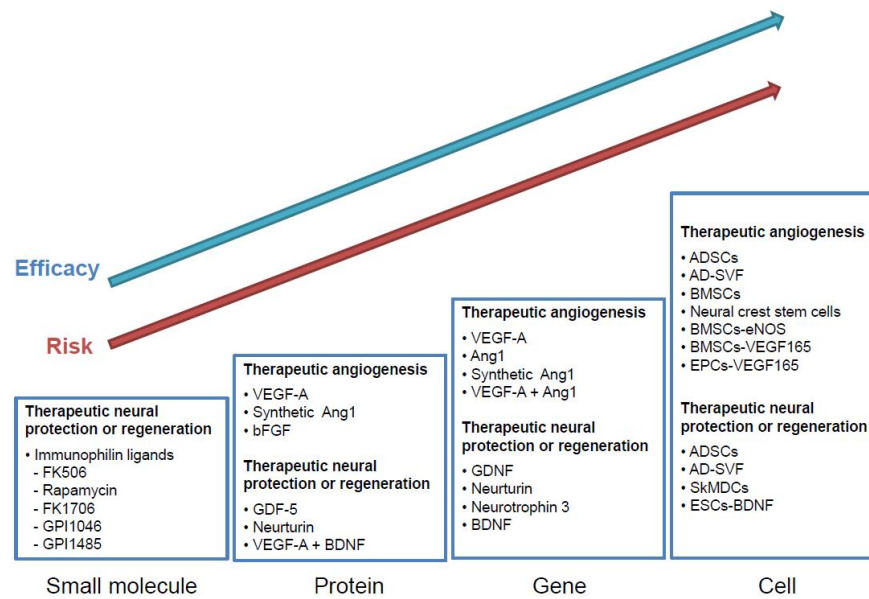 Efficacy
Risk
Therapeutic neural
protection or regeneration
• Immunophilin ligands
- FK506
- Rapamycin
- FK1706
- GPI1046
- GPI1485
Small molecule
Therapeutic angiogenesis
• VEGF-A
• Synthetic Ang1
• bFGF
Therapeutic neural
protection or regeneration
• GDF-5
• Neurturin
• VEGF-A + BDNF
Protein
Therapeutic angiogenesis
• VEGF-A
• Ang1
• Synthetic Ang1
• VEGF-A + Ang1
Therapeutic neural
protection or regeneration
• GDNF
• Neurturin
• Neurotrophin 3
• BDNF
Gene
Therapeutic angiogenesis
• ADSCs
• AD-SVF
• BMSCs
• Neural crest stem cells
• BMSCs-eNOS
• BMSCs-VEGF165
• EPCs-VEGF165
Therapeutic neural
protection or regeneration
• ADSCs
• AD-SVF
• SkMDCs
• ESCs-BDNF
Cell